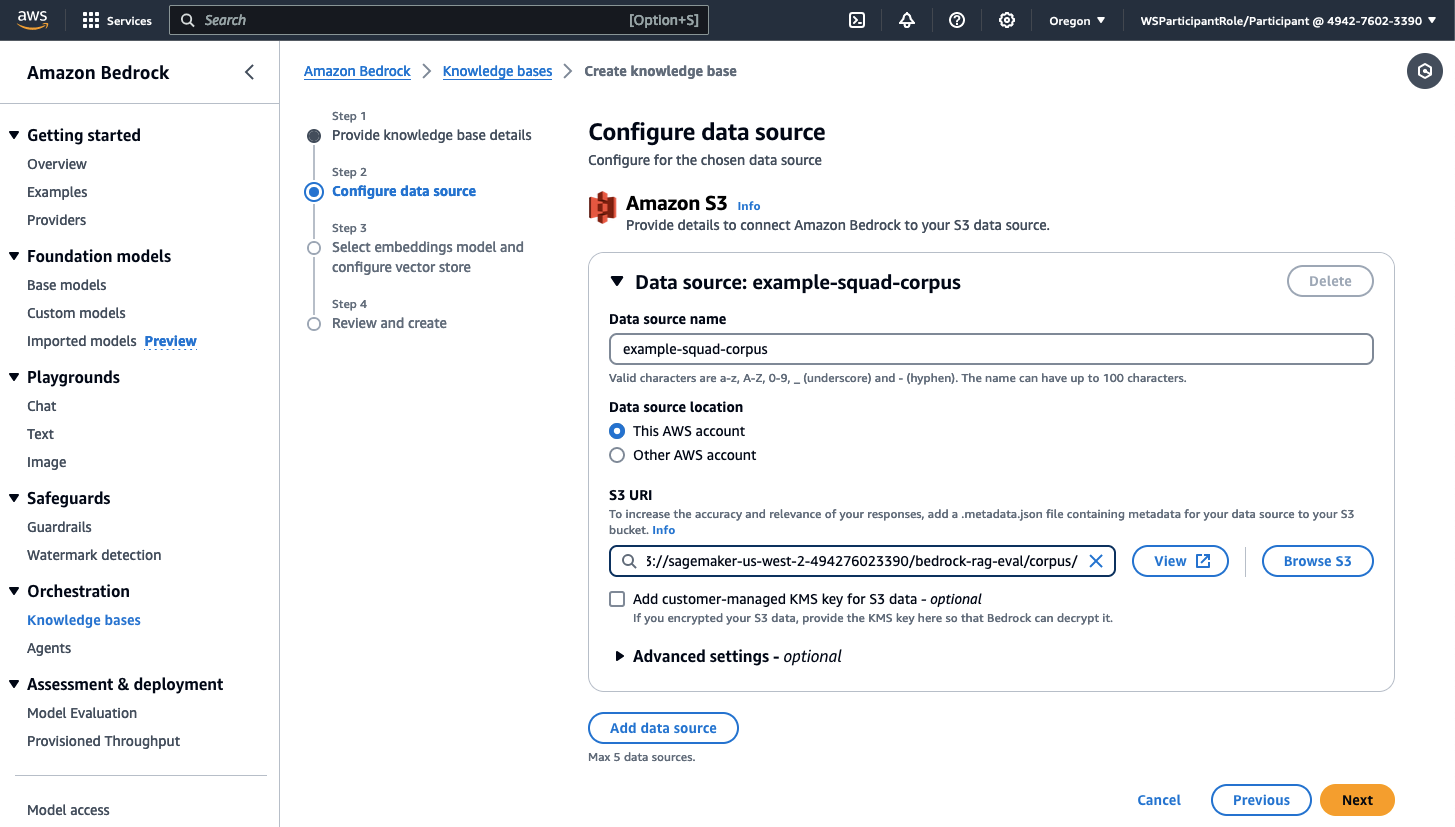 aws
Services
Search
[Option+S]
Oregon
WSParticipantRole/Participant @ 4942-7602-3390
Amazon Bedrock
Getting started
Overview
Examples
Providers
Foundation models
Base models
Custom models
Imported models Preview
Playgrounds
Chat
Text
Image
Safeguards
Guardrails
Watermark detection
Orchestration
Knowledge bases
Agents
Assessment & deployment
Model Evaluation
Provisioned Throughput
Model access
Amazon Bedrock > Knowledge bases > Create knowledge base
Step 1
Provide knowledge base details
Step 2
Configure data source
Step 3
Select embeddings model and
configure vector store
Step 4
Review and create
Configure data source
Configure for the chosen data source
Amazon S3 Info
Provide details to connect Amazon Bedrock to your S3 data source.
Data source: example-squad-corpus
Delete
Data source name
example-squad-corpus
Valid characters are a-z, A-Z, 0-9, _ (underscore) and - (hyphen). The name can have up to 100 characters.
Data source location
This AWS account
Other AWS account
S3 URI
To increase the accuracy and relevance of your responses, add a .metadata.json file containing metadata for your data source to your S3
bucket. Info
3://sagemaker-us-west-2-494276023390/bedrock-rag-eval/corpus/
View
Browse S3
Add customer-managed KMS key for S3 data - optional
If you encrypted your S3 data, provide the KMS key here so that Bedrock can decrypt it.
Advanced settings - optional
Add data source
Max 5 data sources.
Cancel
Previous
Next